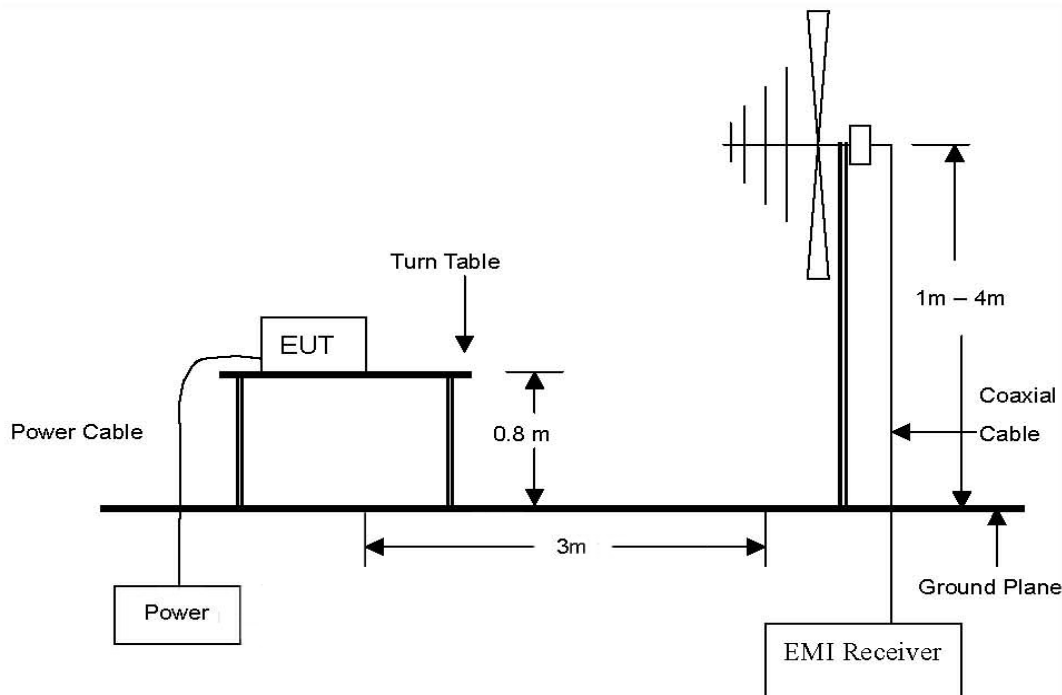 Turn Table
1m – 4m
EUT
Coaxial
Cable
Power Cable
0.8 m
3m
Ground Plane
Power
EMI Receiver